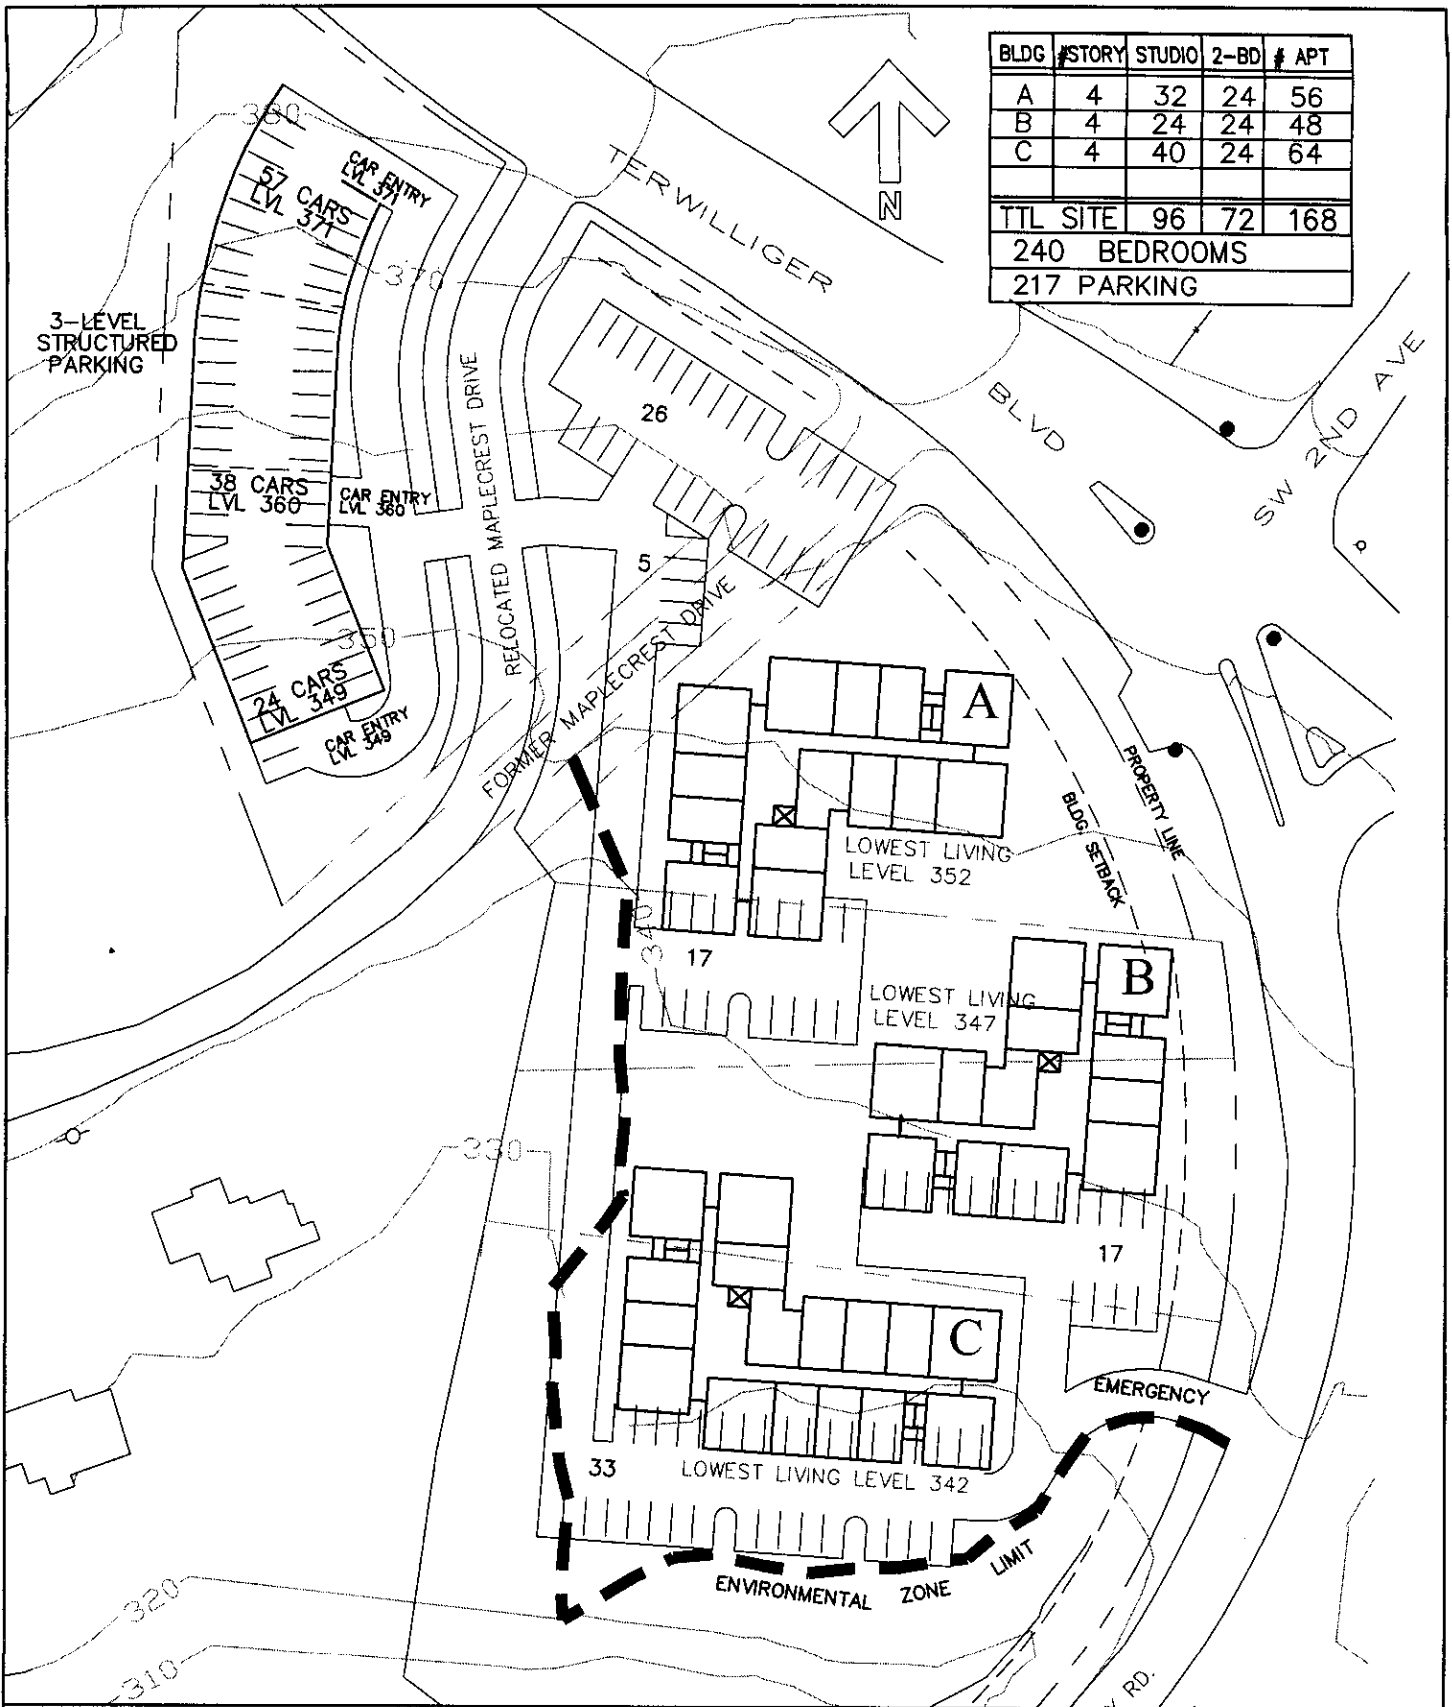 BLDG #STORY STUDIO 2-BD # APT
A 4 32 24 56
B 4 24 24 48
C 4 40 24 64
TTL SITE 96 72 168
240 BEDROOMS
217 PARKING
N
TERWILLIGER
BLVD
SW 2ND AVE
380
CAR ENTRY
LVL 371
57 CARS
LVL 371
370
3-LEVEL
STRUCTURED
PARKING
26
RELOCATED MAPLECREST DRIVE
38 CARS
LVL 360
CAR ENTRY
LVL 360
5
350
FORMER MAPLECREST DRIVE
24 CARS
LVL 349
CAR ENTRY
LVL 349
A
PROPERTY LINE
BLDG SETBACK
LOWEST LIVING
LEVEL 352
340
17
B
LOWEST LIVING
LEVEL 347
330
17
C
EMERGENCY
33
LOWEST LIVING LEVEL 342
ENVIRONMENTAL ZONE LIMIT
320
310
RD.